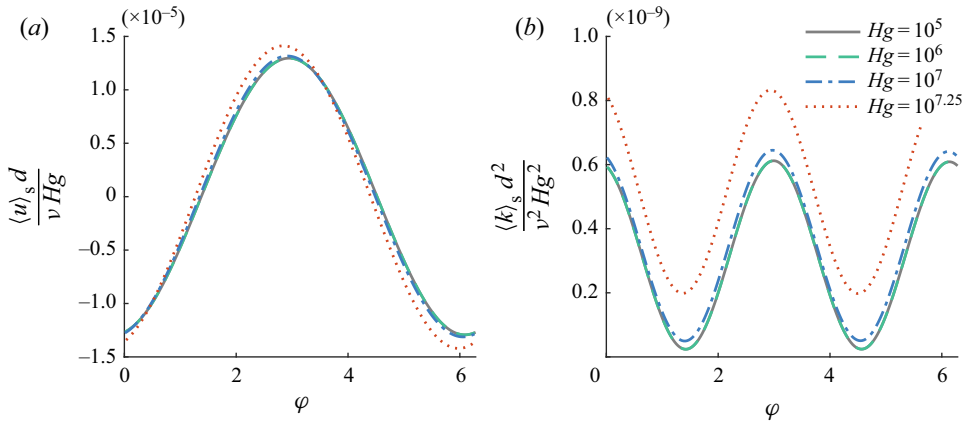 (a)
(×10⁻⁵)
1.5
1.0
0.5
0
–0.5
–1.0
–1.5
⟨u⟩ₛ d
ν Hg
0
2
4
6
φ
(b)
(×10⁻⁹)
1.0
0.8
0.6
0.4
0.2
⟨k⟩ₛ d²
ν² Hg²
0
2
4
6
φ
Hg = 10⁵
Hg = 10⁶
Hg = 10⁷
Hg = 10⁷·²⁵